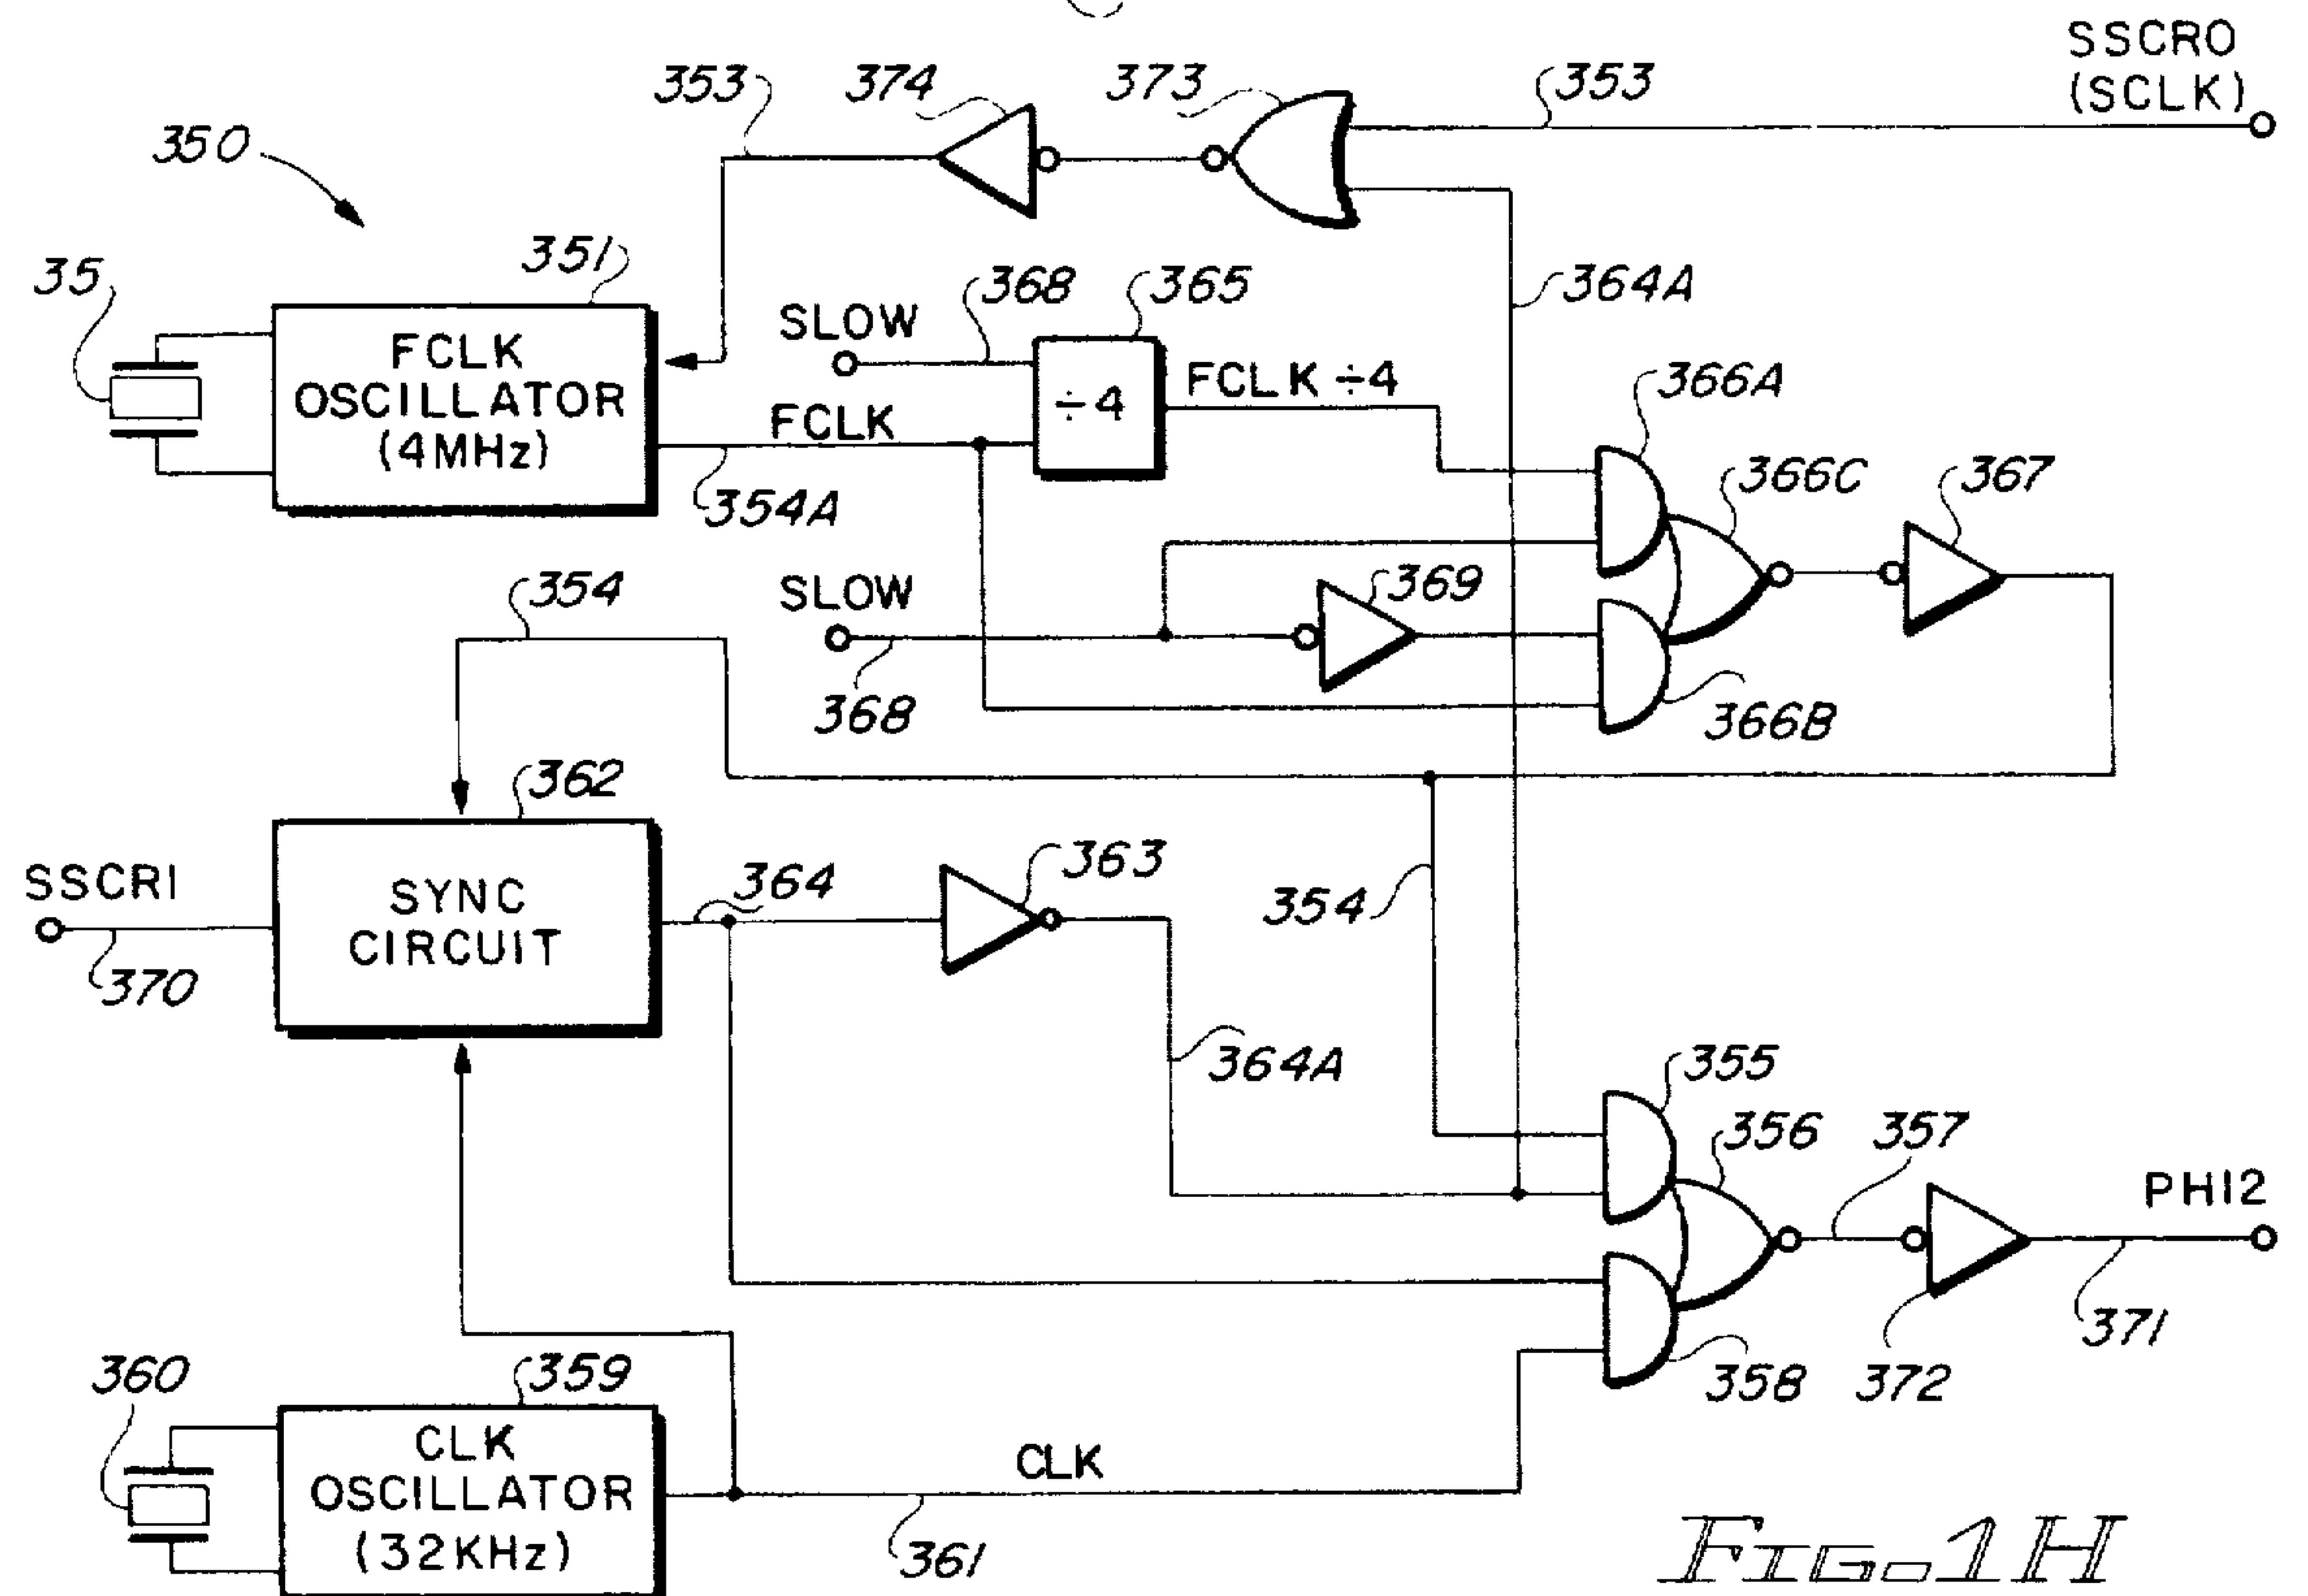 SSCRO
(SCLK)
353
374
373
353
350
351
35
FCLK
OSCILLATOR
(4MHz)
SLOW
368
365
364A
FCLK
÷4
FCLK ÷4
366A
354A
366C
367
354
SLOW
369
368
366B
362
SSCRI
SYNC
CIRCUIT
364
363
354
370
364A
355
356
357
PHI2
371
358
372
360
359
CLK
OSCILLATOR
(32KHz)
CLK
361
FIG. 1H